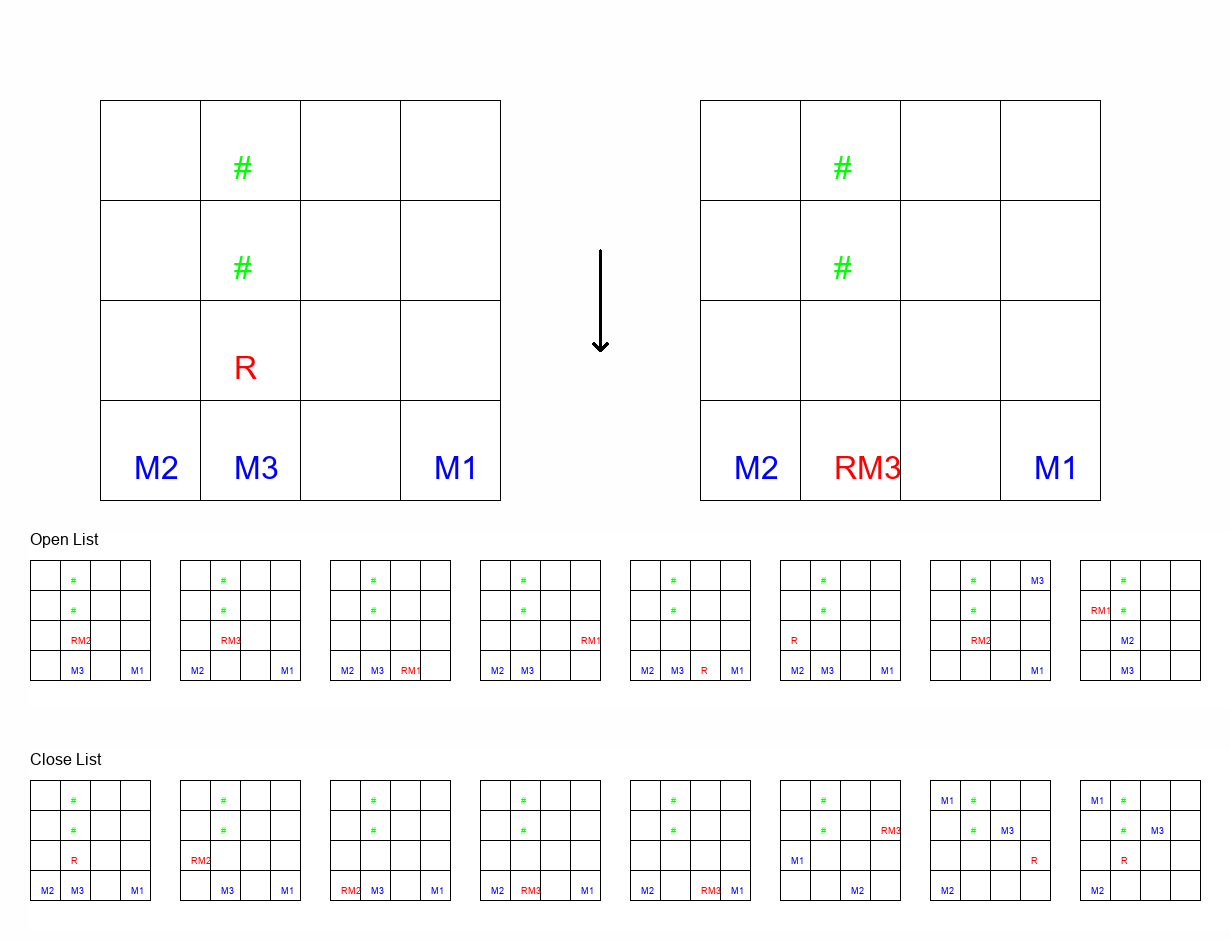 # #
# #
R
M2 M3 M1 M2 RM3 M1
Open List
# # # # # # # M3 #
# # # # # # # RM1 #
RM2 RM3 RM1 R RM2 M2
M3 M1 M2 M1 M2 M3 RM1 M2 M3 M2 M3 R M1 M2 M3 M1 M1 M3
Close List
# # # # # # M1 # M1 #
# # # # # # RM3 # M3 # M3
R RM2 M1 R R
M2 M3 M1 M3 M1 RM2 M3 M1 M2 RM3 M1 M2 RM3 M1 M2 M2 M2